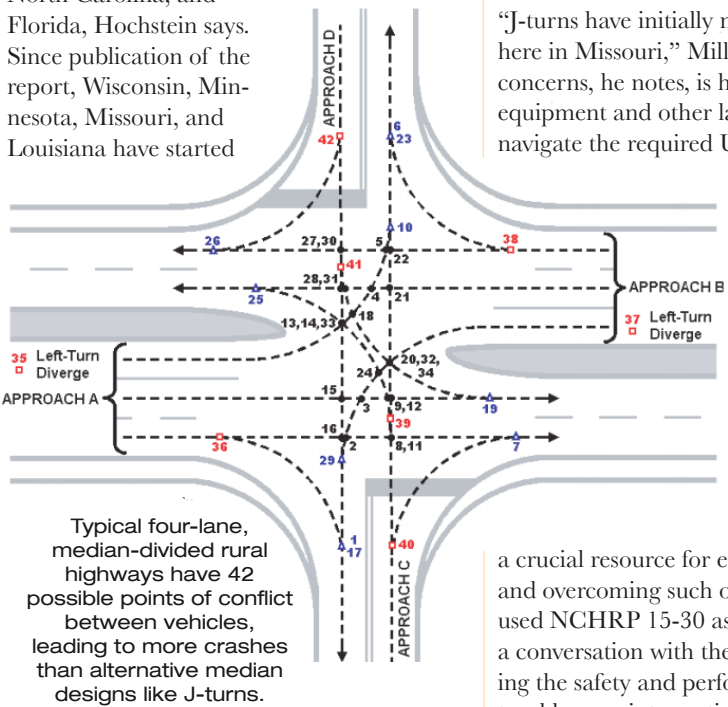 North Carolina, and
Florida, Hochstein says.
Since publication of the
report, Wisconsin, Min-
nesota, Missouri, and
Louisiana have started
"J-turns have initially
here in Missouri," Mill
concerns, he notes, is
equipment and other
navigate the required
APPROACH D
42
6
23
10
26
27,30
5
22
38
41
28,31
25
4
21
APPROACH B
13,14,33
18
37 Left-Turn
Diverge
35 Left-Turn
Diverge
24
20,32,
34
APPROACH A
15
3
9,12
19
39
36
16
2
8,11
7
29
1
17
40
APPROACH C
Typical four-lane,
median-divided rural
highways have 42
possible points of conflict
between vehicles,
leading to more crashes
than alternative median
designs like J-turns.
a crucial resource for
and overcoming such
used NCHRP 15-30 as
a conversation with the
ing the safety and